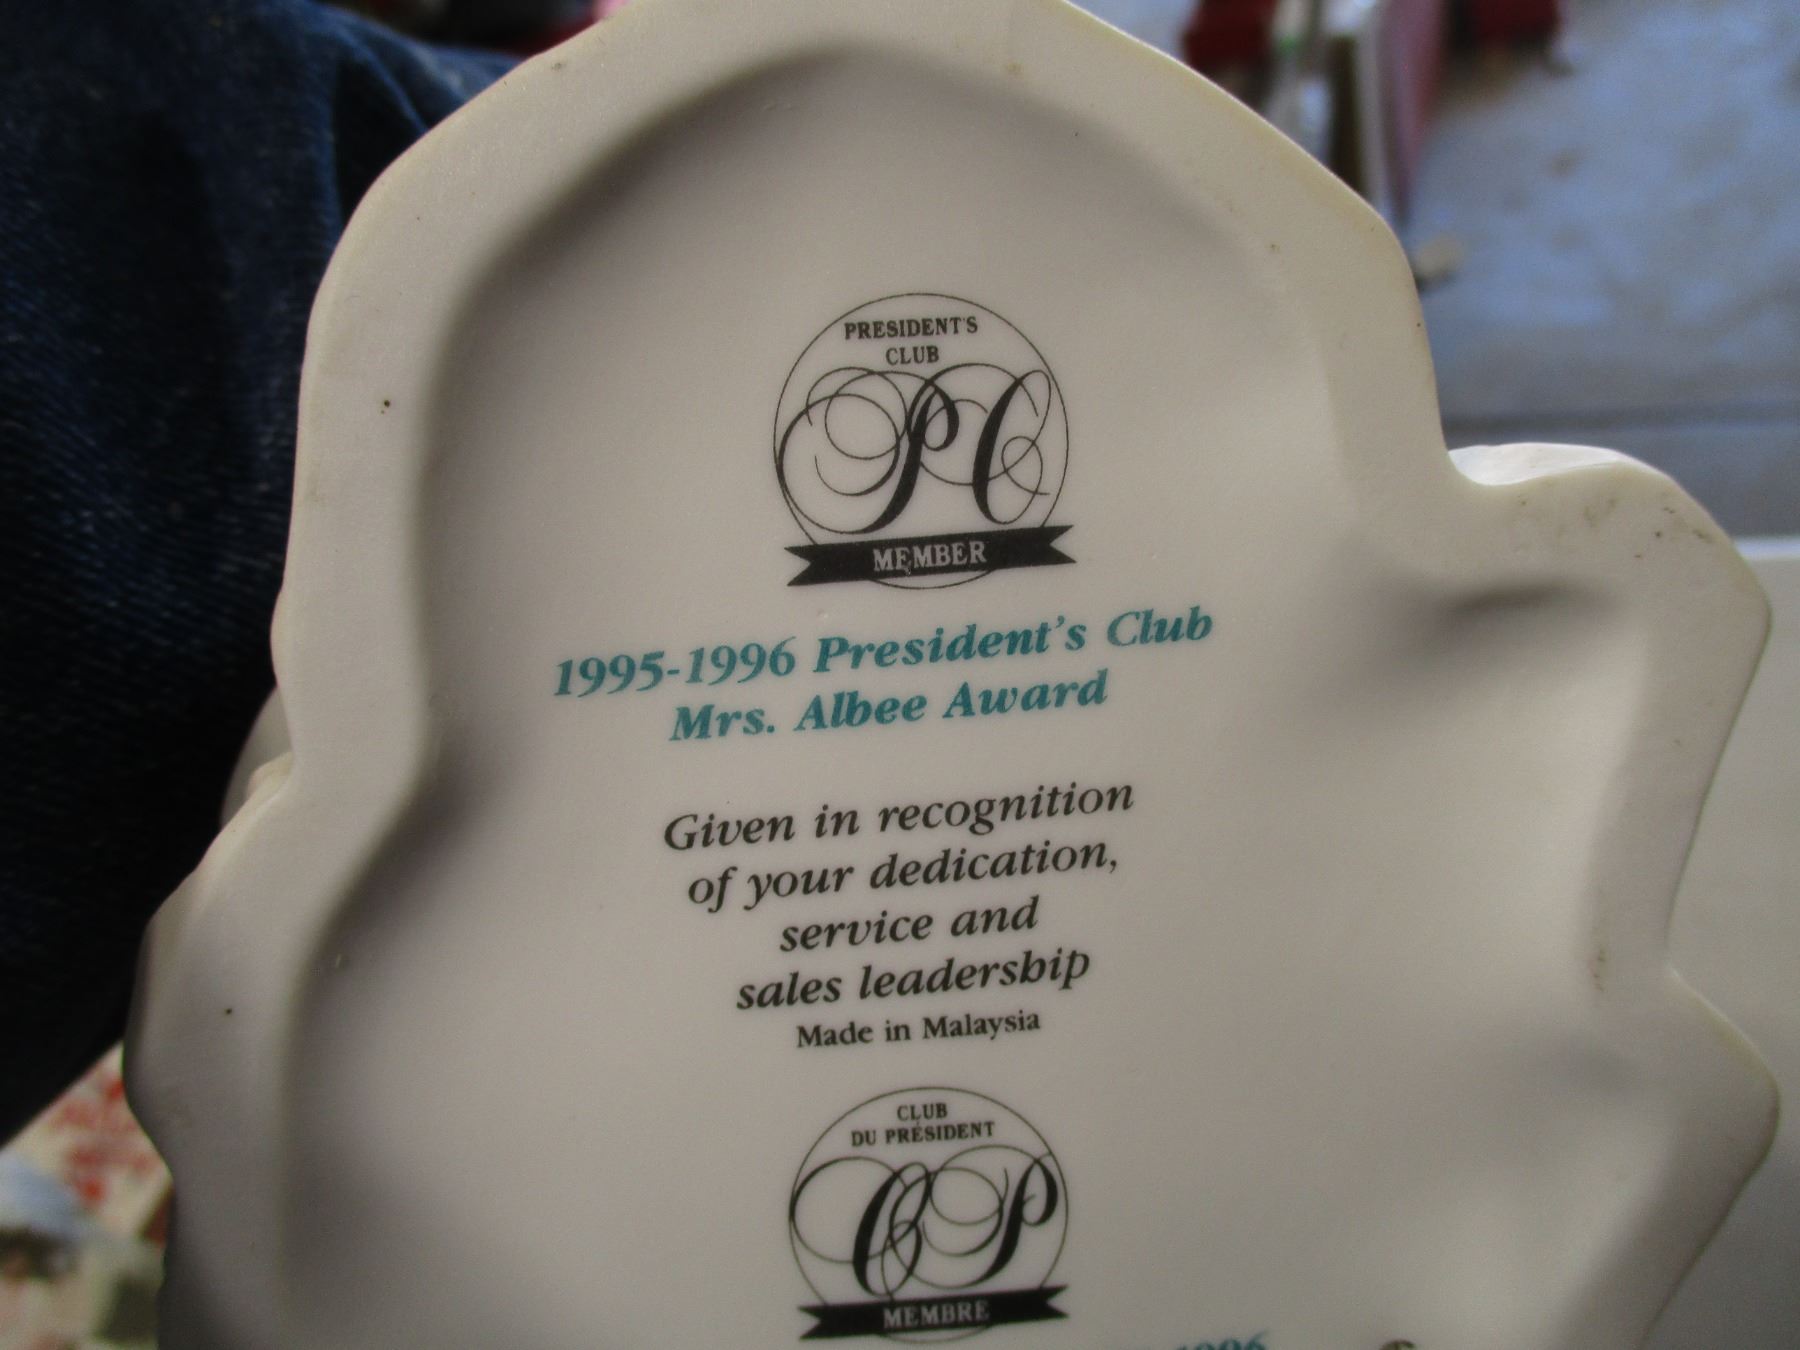 PRESIDENT'S
CLUB
PC
MEMBER
1995-1996 President's Club
Mrs. Albee Award
Given in recognition
of your dedication,
service and
sales leadership
Made in Malaysia
CLUB
DU PRÉSIDENT
CP
MEMBRE
1996